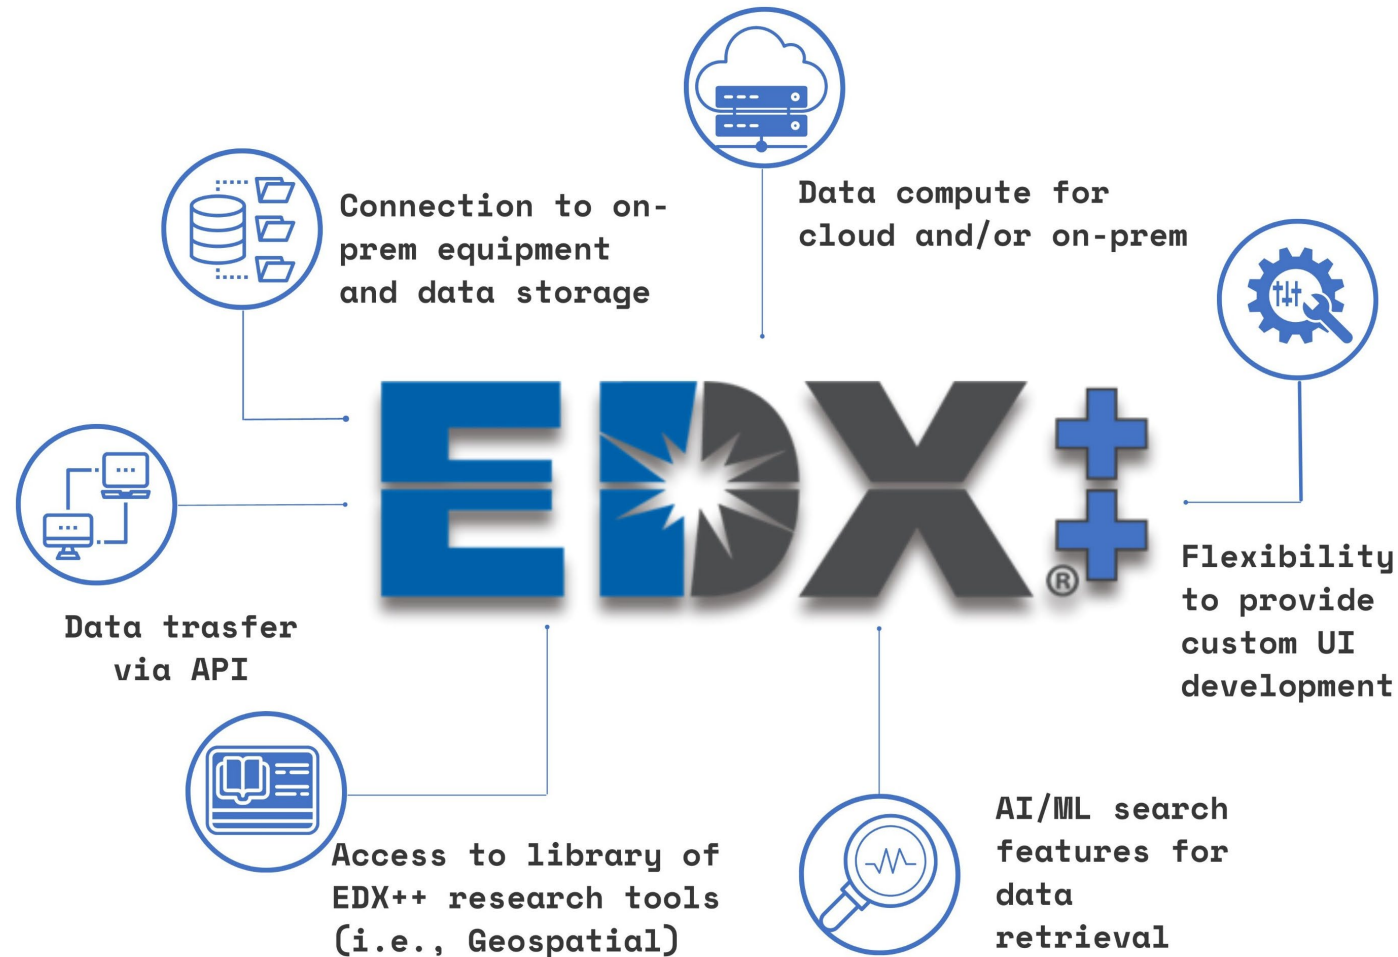 Data compute for
cloud and/or on-prem
Connection to on-
prem equipment
and data storage
EDX++
®
Flexibility
to provide
custom UI
development
Data trasfer
via API
Access to library of
EDX++ research tools
(i.e., Geospatial)
AI/ML search
features for
data
retrieval